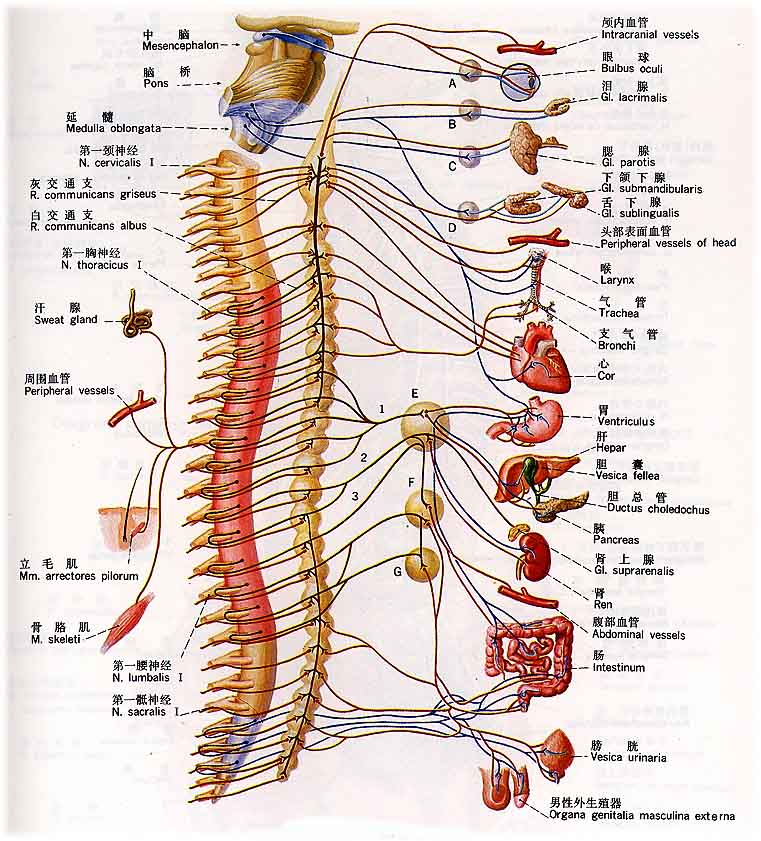 中 脑
Mesencephalon
脑 桥
Pons
延 髓
Medulla oblongata
第一颈神经
N. cervicalis I
灰交通支
R. communicans griseus
白交通支
R. communicans albus
第一胸神经
N. thoracicus I
汗 腺
Sweat gland
周围血管
Peripheral vessels
立毛肌
Mm. arrectores pilorum
骨胳肌
M. skeleti
第一腰神经
N. lumbalis I
第一骶神经
N. sacralis I
A
B
C
D
E
1
2
3
F
G
颅内血管
Intracranial vessels
眼 球
Bulbus oculi
泪 腺
Gl. lacrimalis
腮 腺
Gl. parotis
下颌下腺
Gl. submandibularis
舌下腺
Gl. sublingualis
头部表面血管
Peripheral vessels of head
喉
Larynx
气 管
Trachea
支气管
Bronchi
心
Cor
胃
Ventriculus
肝
Hepar
胆 囊
Vesica fellea
胆总管
Ductus choledochus
胰
Pancreas
肾上腺
Gl. suprarenalis
肾
Ren
腹部血管
Abdominal vessels
肠
Intestinum
膀 胱
Vesica urinaria
男性外生殖器
Organa genitalia masculina externa